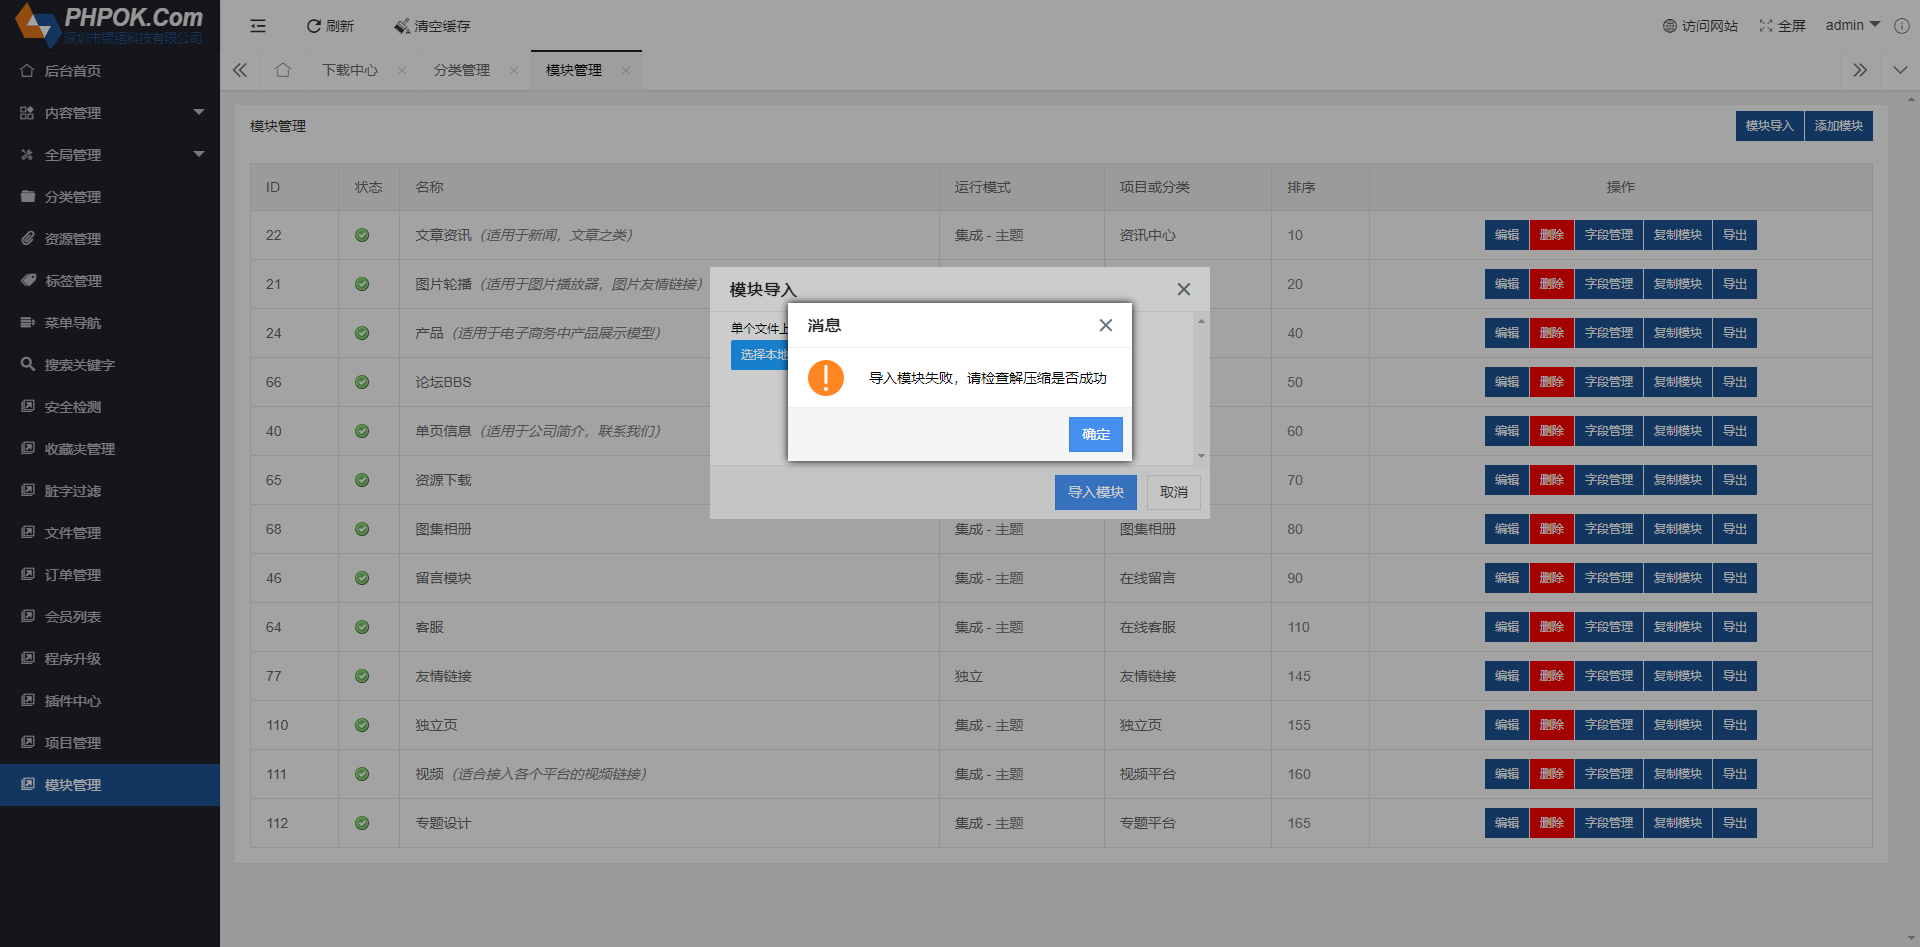 PHPOK.Com
深圳市锟铻科技有限公司
刷新
清空缓存
访问网站
全屏
admin
后台首页
内容管理
全局管理
分类管理
资源管理
标签管理
菜单导航
搜索关键字
安全检测
收藏夹管理
脏字过滤
文件管理
订单管理
会员列表
程序升级
插件中心
项目管理
模块管理
下载中心
分类管理
模块管理
模块管理
模块导入 添加模块
ID 状态 名称 运行模式 项目或分类 排序 操作
22 文章资讯（适用于新闻，文章之类） 集成 - 主题 资讯中心 10 编辑 删除 字段管理 复制模块 导出
21 图片轮播（适用于图片播放器，图片友情链接） 20 编辑 删除 字段管理 复制模块 导出
24 产品（适用于电子商务中产品展示模型） 40 编辑 删除 字段管理 复制模块 导出
66 论坛BBS 50 编辑 删除 字段管理 复制模块 导出
40 单页信息（适用于公司简介，联系我们） 60 编辑 删除 字段管理 复制模块 导出
65 资源下载 70 编辑 删除 字段管理 复制模块 导出
68 图集相册 集成 - 主题 图集相册 80 编辑 删除 字段管理 复制模块 导出
46 留言模块 集成 - 主题 在线留言 90 编辑 删除 字段管理 复制模块 导出
64 客服 集成 - 主题 在线客服 110 编辑 删除 字段管理 复制模块 导出
77 友情链接 独立 友情链接 145 编辑 删除 字段管理 复制模块 导出
110 独立页 集成 - 主题 独立页 155 编辑 删除 字段管理 复制模块 导出
111 视频（适合接入各个平台的视频链接） 集成 - 主题 视频平台 160 编辑 删除 字段管理 复制模块 导出
112 专题设计 集成 - 主题 专题平台 165 编辑 删除 字段管理 复制模块 导出
模块导入
单个文件上
选择本地
导入模块 取消
消息
导入模块失败，请检查解压缩是否成功
确定